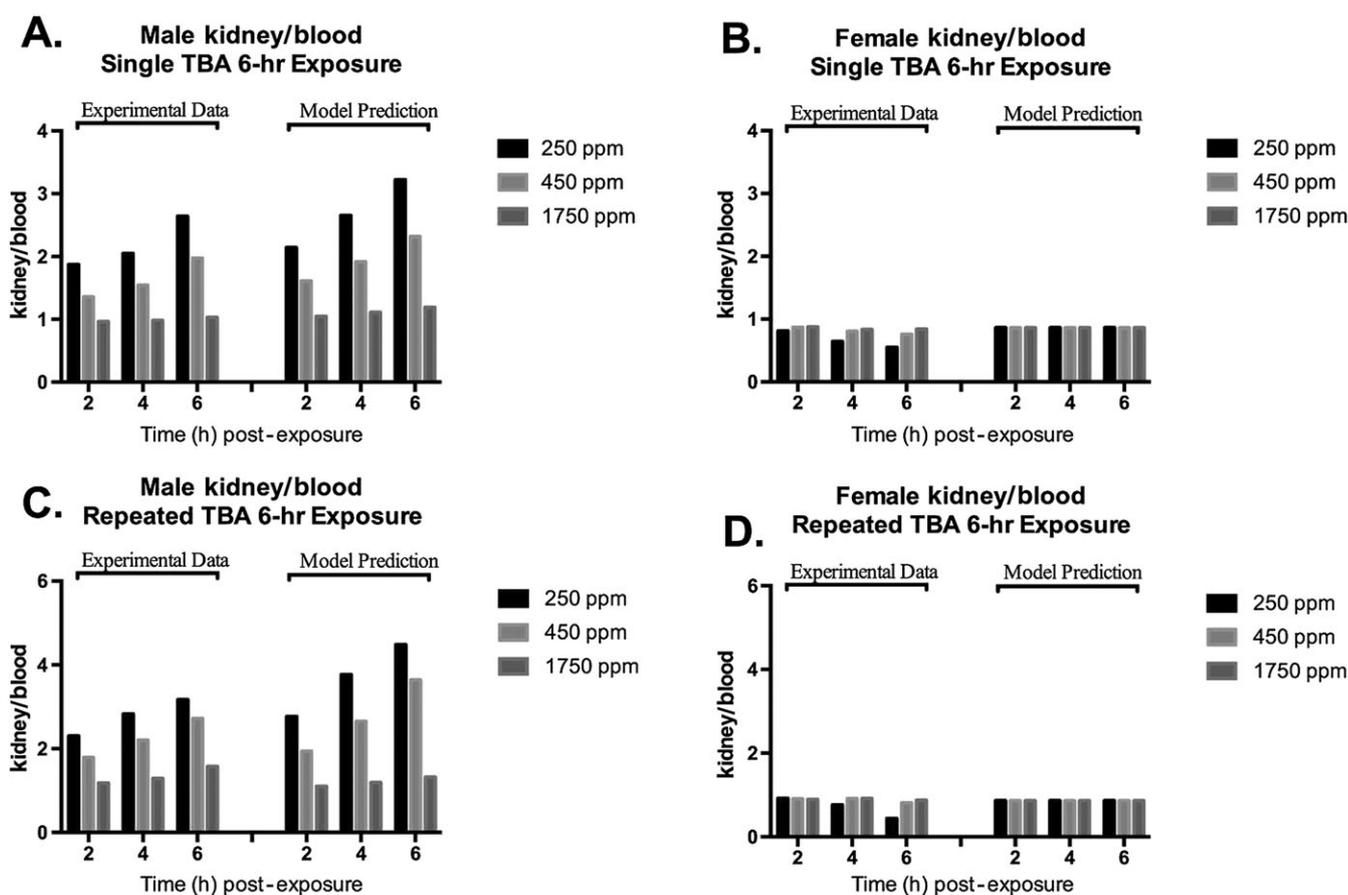 A.
Male kidney/blood
Single TBA 6-hr Exposure
Experimental Data
Model Prediction
4
3
2
1
0
kidney/blood
2
4
6
2
4
6
Time (h) post-exposure
250 ppm
450 ppm
1750 ppm
B.
Female kidney/blood
Single TBA 6-hr Exposure
Experimental Data
Model Prediction
4
3
2
1
0
kidney/blood
2
4
6
2
4
6
Time (h) post-exposure
250 ppm
450 ppm
1750 ppm
C.
Male kidney/blood
Repeated TBA 6-hr Exposure
Experimental Data
Model Prediction
6
4
2
0
kidney/blood
2
4
6
2
4
6
Time (h) post-exposure
250 ppm
450 ppm
1750 ppm
D.
Female kidney/blood
Repeated TBA 6-hr Exposure
Experimental Data
Model Prediction
6
4
2
0
kidney/blood
2
4
6
2
4
6
Time (h) post-exposure
250 ppm
450 ppm
1750 ppm